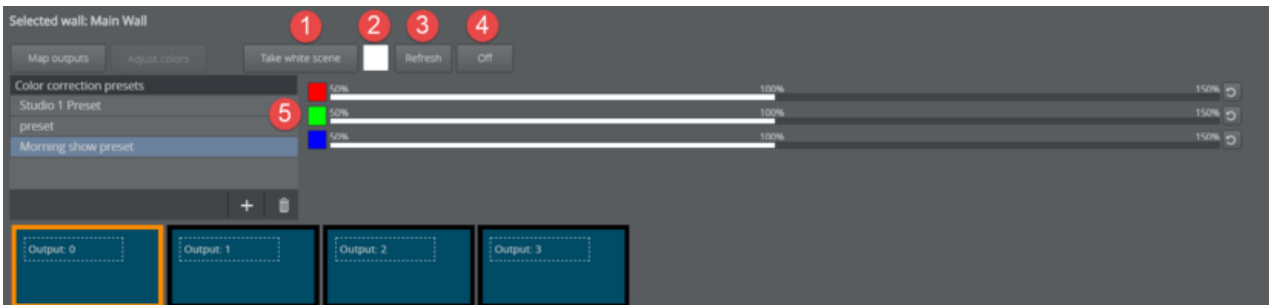 Selected wall: Main Wall
1 2 3 4
Map outputs Adjust colors Take white scene Refresh Off
Color correction presets
Studio 1 Preset
preset
Morning show preset
5
50% 100% 150%
50% 100% 150%
50% 100% 150%
+
Output: 0 Output: 1 Output: 2 Output: 3